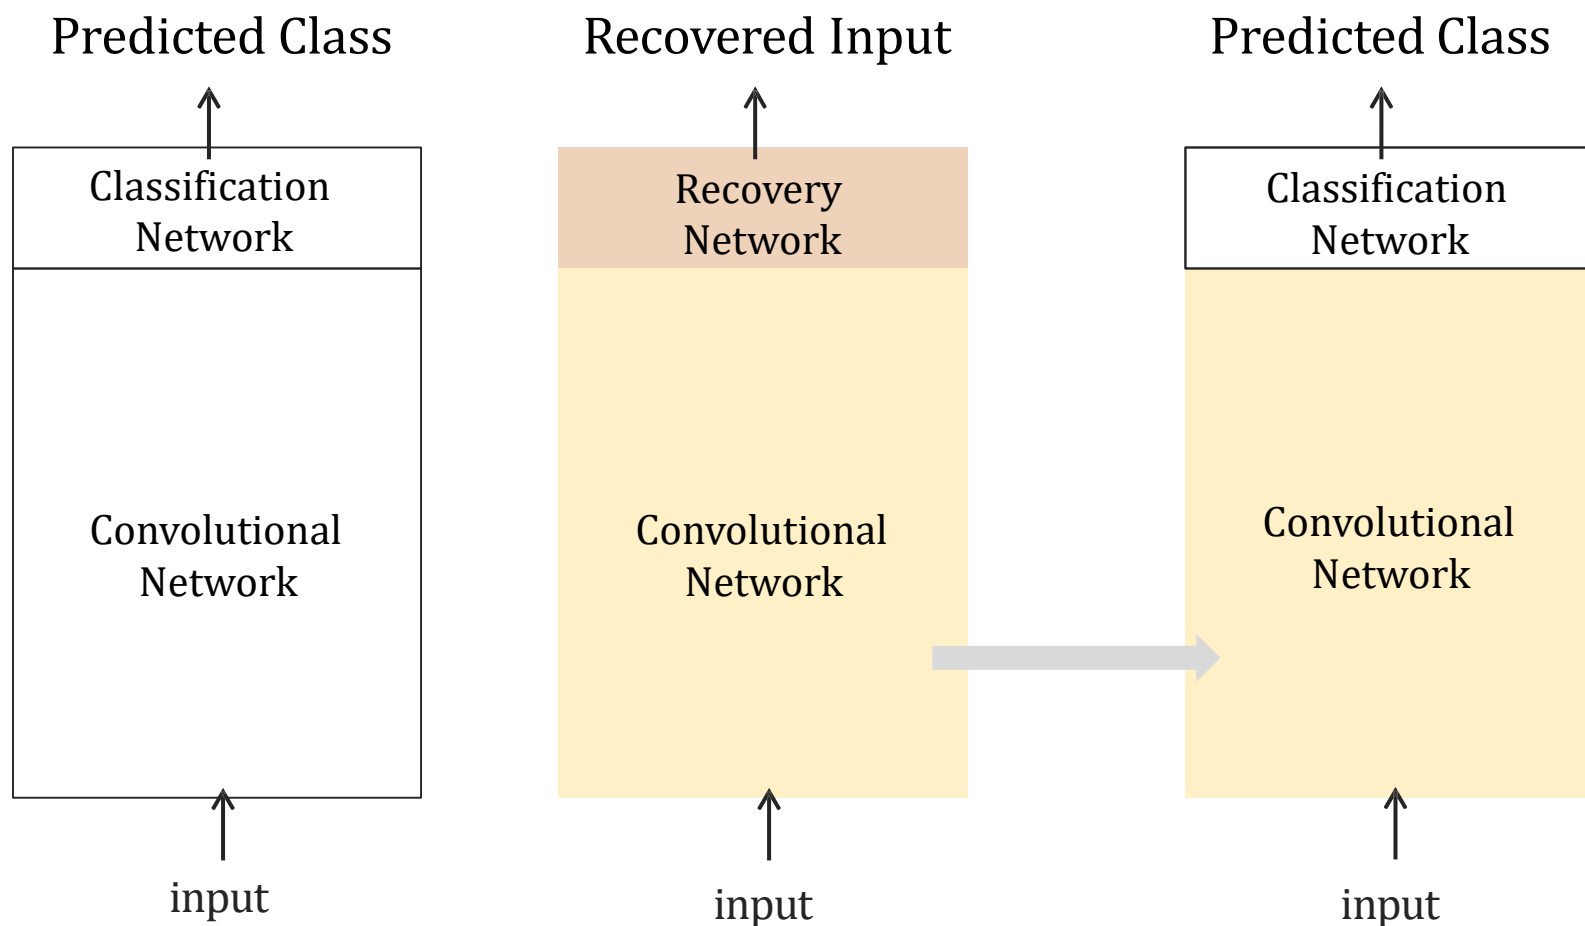 Predicted Class
Classification
Network
Convolutional
Network
input
Recovered Input
Recovery
Network
Convolutional
Network
input
Predicted Class
Classification
Network
Convolutional
Network
input